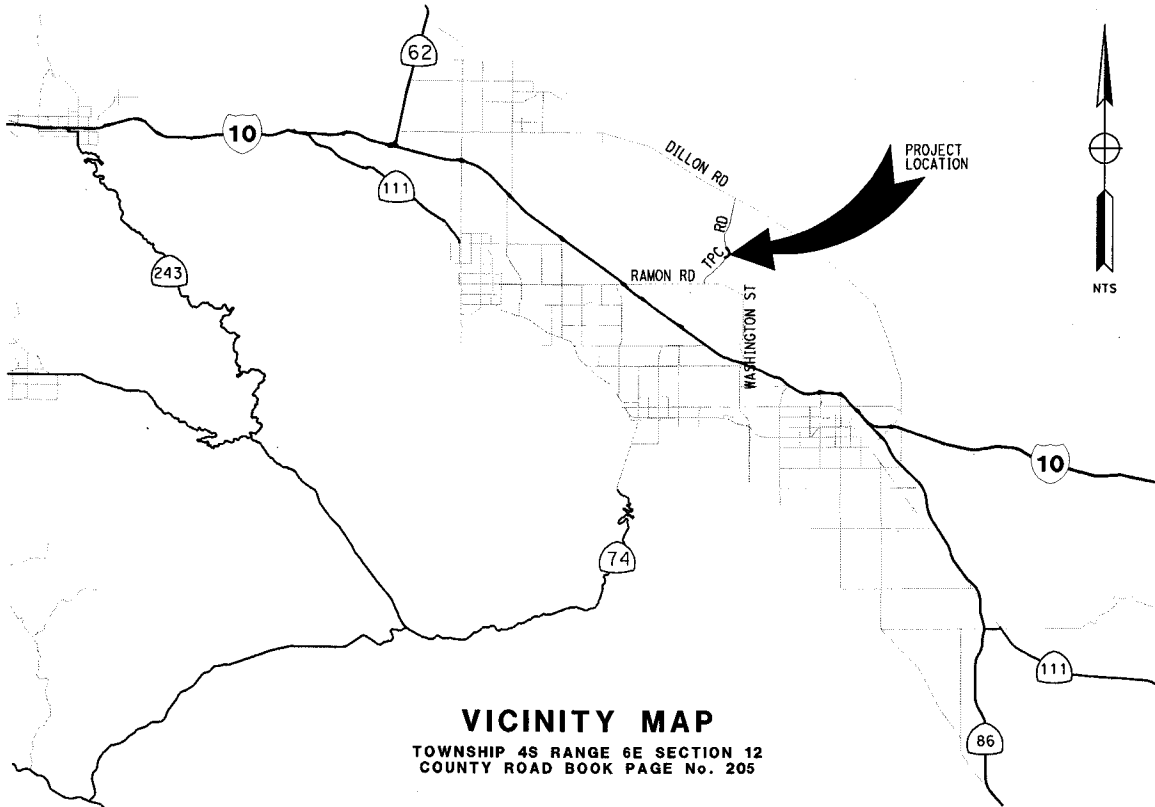 62
10
DILLON RD
PROJECT
LOCATION
111
TPC RD
243
RAMON RD
NTS
WASHINGTON ST
10
74
111
86
VICINITY MAP
TOWNSHIP 4S RANGE 6E SECTION 12
COUNTY ROAD BOOK PAGE No. 205